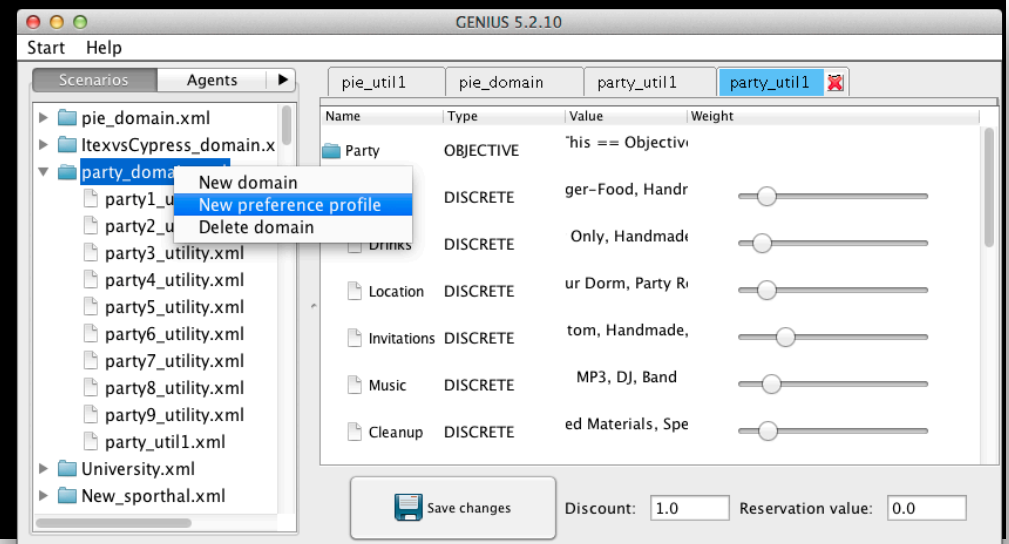 GENIUS 5.2.10
Start Help
Scenarios Agents
pie_util1 pie_domain party_util1 party_util1
pie_domain.xml
ItexvsCypress_domain.x
party_doma
party1_u
party2_u
party3_utility.xml
party4_utility.xml
party5_utility.xml
party6_utility.xml
party7_utility.xml
party8_utility.xml
party9_utility.xml
party_util1.xml
University.xml
New_sporthal.xml
New domain
New preference profile
Delete domain
Name Type Value Weight
Party OBJECTIVE This == Objectiv
DISCRETE ger-Food, Handr
Drinks DISCRETE Only, Handmade
Location DISCRETE ur Dorm, Party R
Invitations DISCRETE tom, Handmade,
Music DISCRETE MP3, DJ, Band
Cleanup DISCRETE ed Materials, Spe
Save changes Discount: 1.0 Reservation value: 0.0